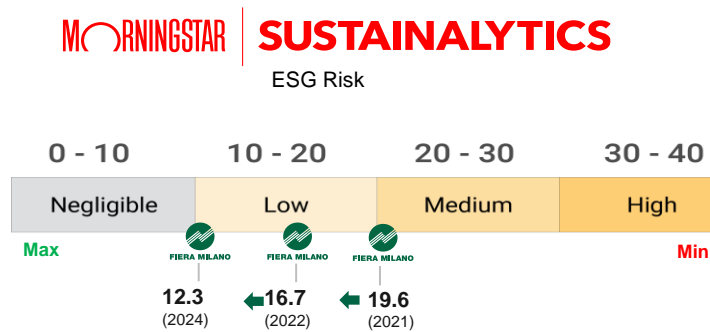 MORNINGSTAR SUSTAINALYTICS
ESG Risk
0 - 10 10 - 20 20 - 30 30 - 40
Negligible Low Medium High
Max Min
FIERA MILANO FIERA MILANO FIERA MILANO
12.3 16.7 19.6
(2024) (2022) (2021)